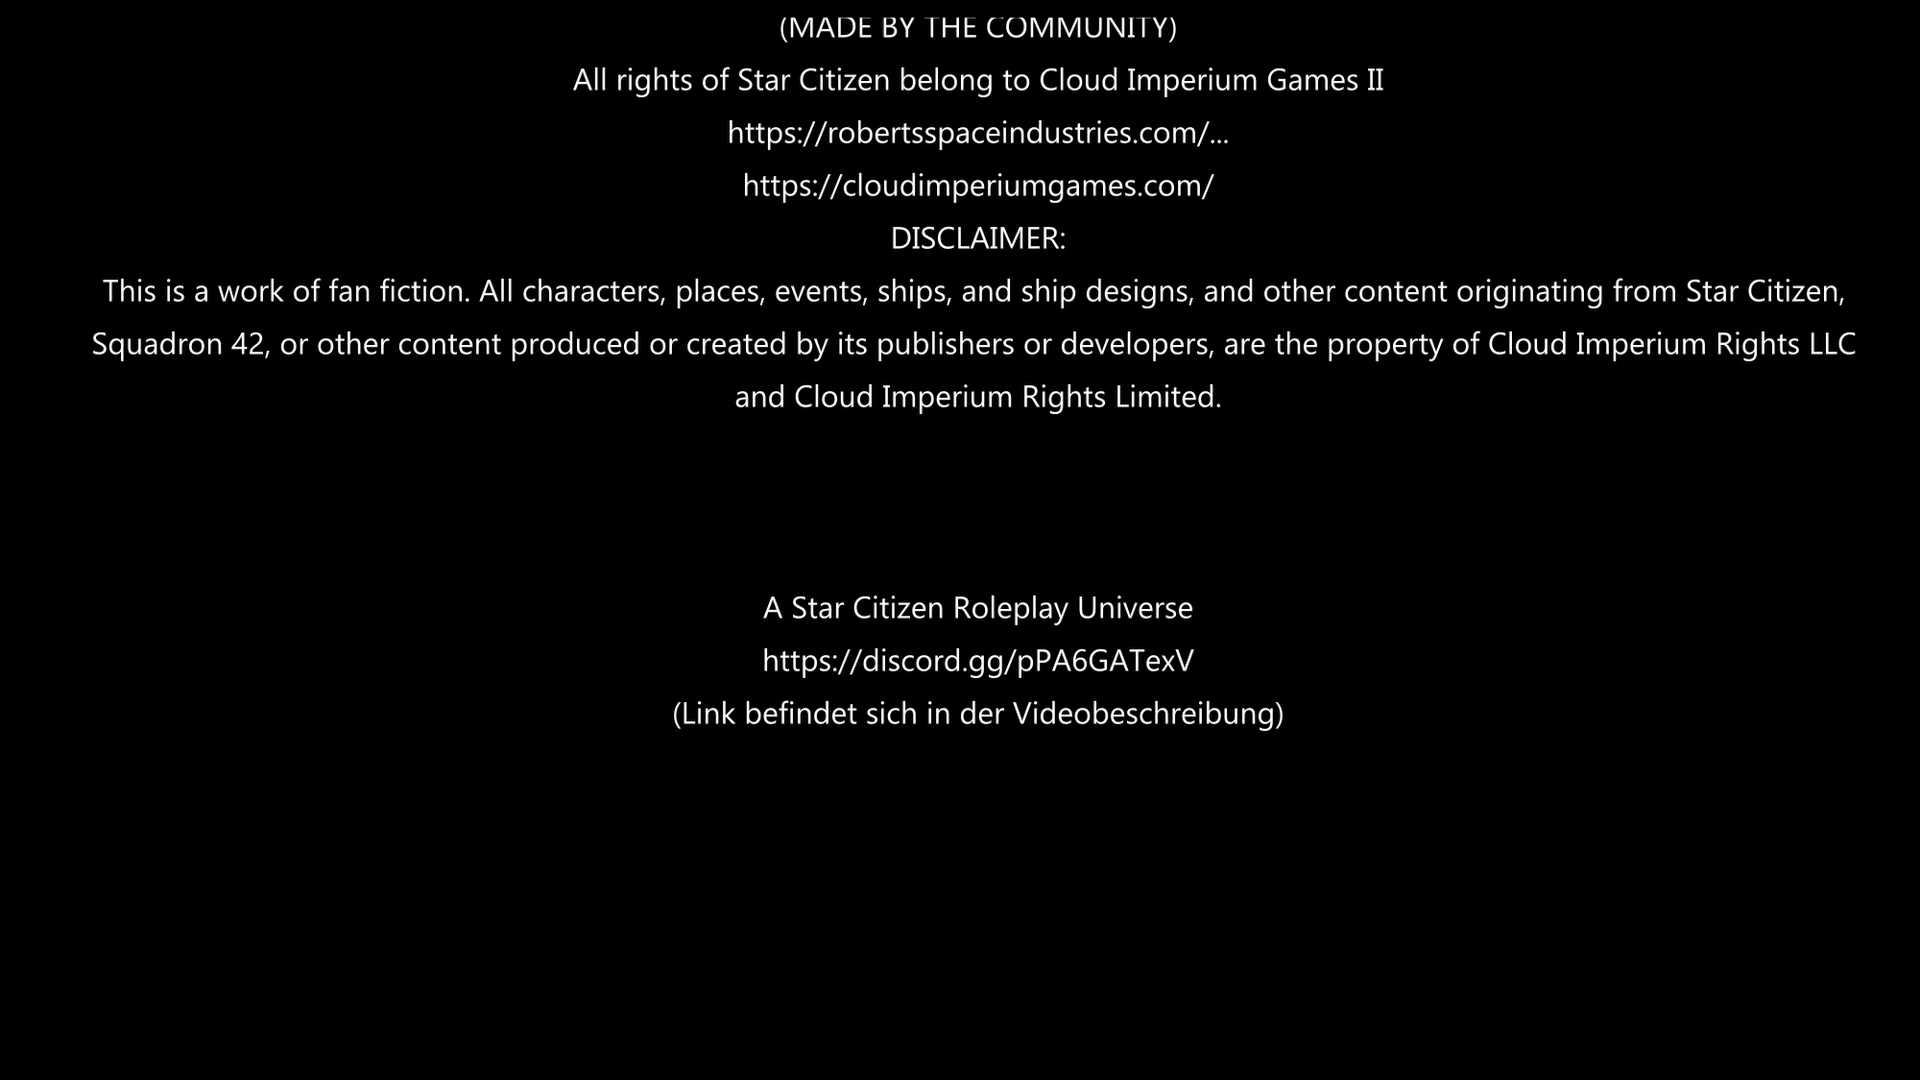 (MADE BY THE COMMUNITY)
All rights of Star Citizen belong to Cloud Imperium Games II
https://robertsspaceindustries.com/...
https://cloudimperiumgames.com/
DISCLAIMER:
This is a work of fan fiction. All characters, places, events, ships, and ship designs, and other content originating from Star Citizen,
Squadron 42, or other content produced or created by its publishers or developers, are the property of Cloud Imperium Rights LLC
and Cloud Imperium Rights Limited.
A Star Citizen Roleplay Universe
https://discord.gg/pPA6GATexV
(Link befindet sich in der Videobeschreibung)